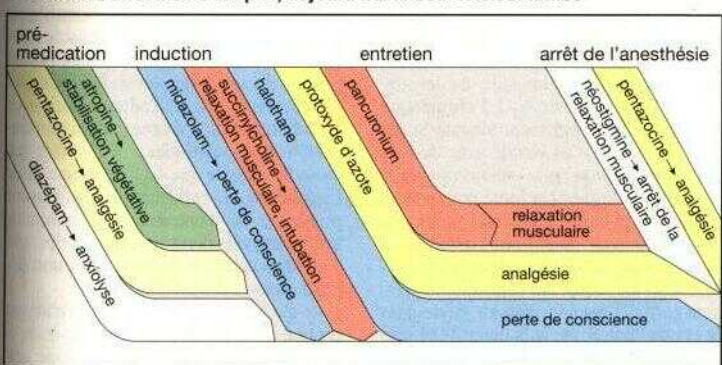 pré-
medication
induction
entretien
arrêt de l'anesthésie
diazépam → anxiolyse
pentazocine → analgésie
atropine →
stabilisation végétative
midazolam → perte de conscience
succinylcholine →
relaxation musculaire, intubation
halothane
protoxyde d'azote
pancuronium
néostigmine → arrêt de la
relaxation musculaire
pentazocine → analgésie
relaxation
musculaire
analgésie
perte de conscience